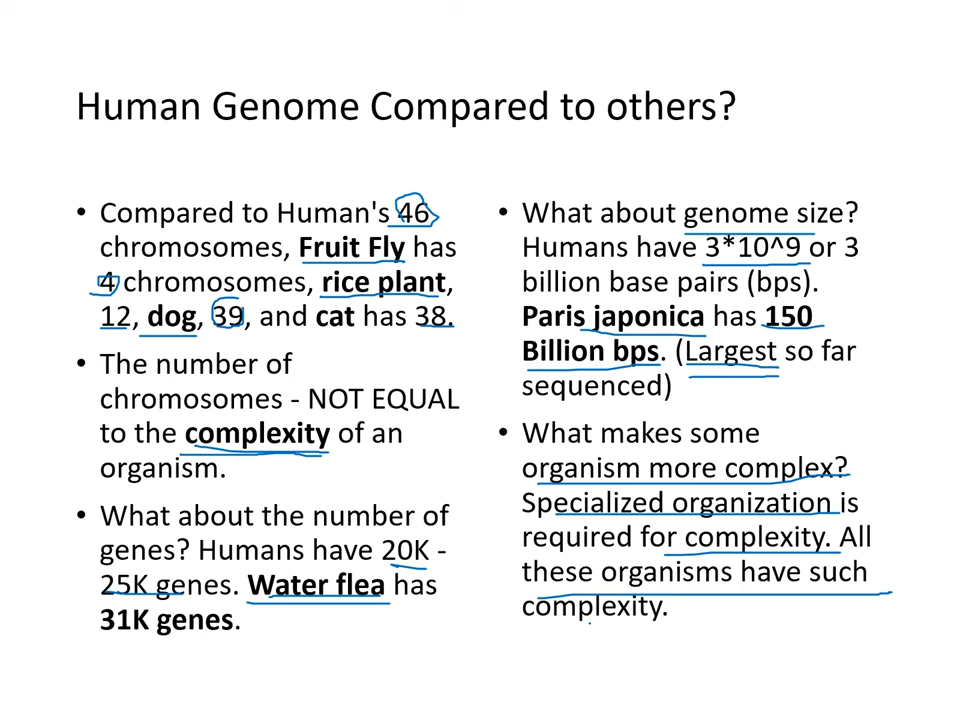 Human Genome Compared to others?
• Compared to Human's 46
chromosomes, Fruit Fly has
4 chromosomes, rice plant,
12, dog, 39, and cat has 38.
• The number of
chromosomes - NOT EQUAL
to the complexity of an
organism.
• What about the number of
genes? Humans have 20K -
25K genes. Water flea has
31K genes.
• What about genome size?
Humans have 3*10^9 or 3
billion base pairs (bps).
Paris japonica has 150
Billion bps. (Largest so far
sequenced)
• What makes some
organism more complex?
Specialized organization is
required for complexity. All
these organisms have such
complexity.